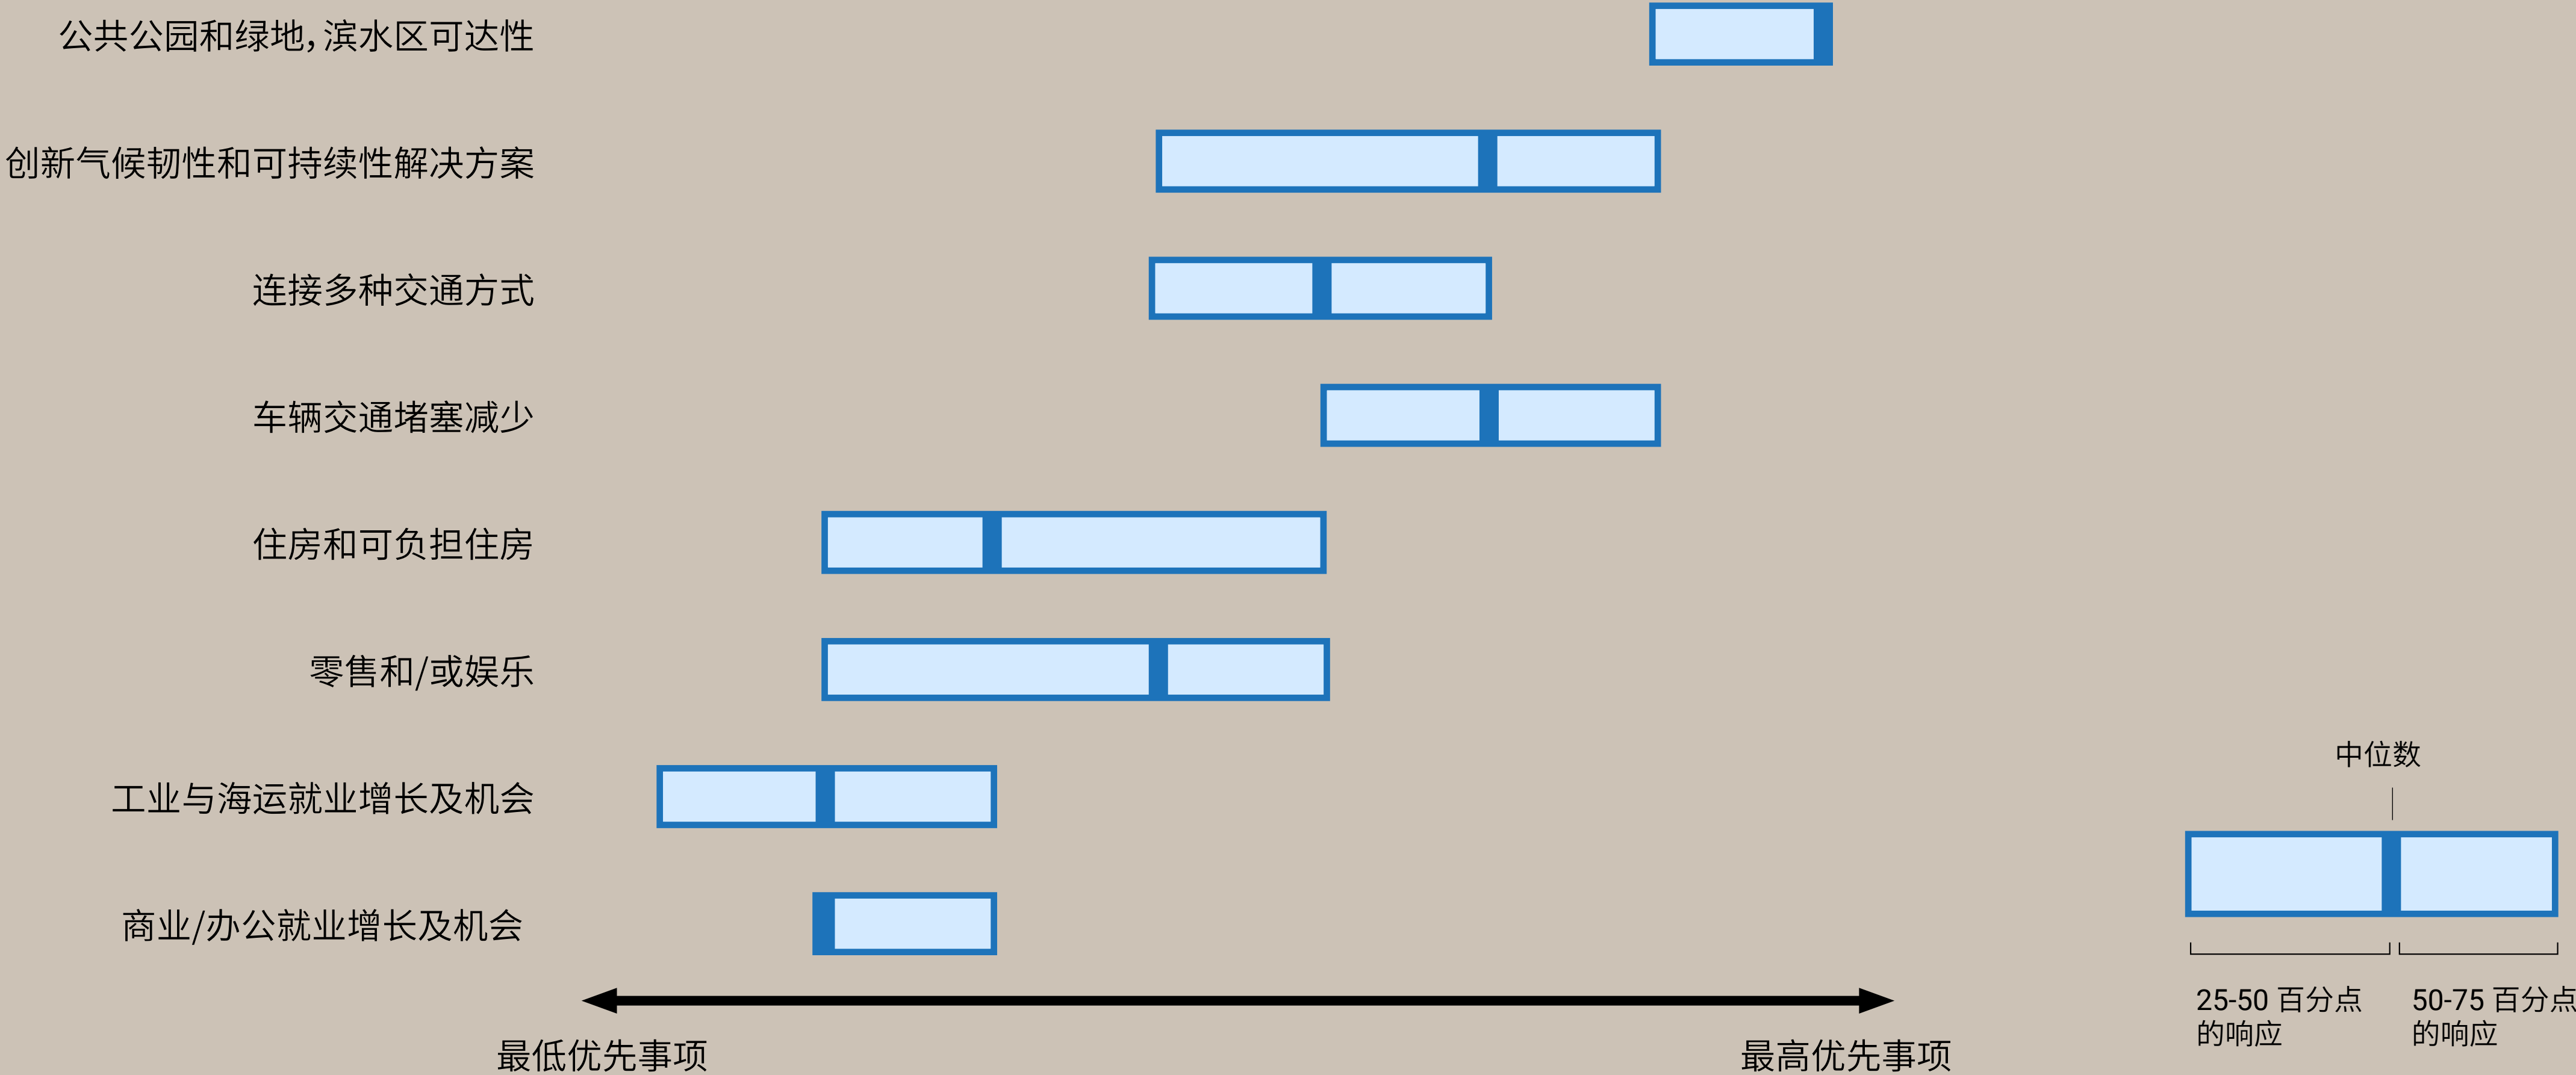 公共公园和绿地，滨水区可达性
创新气候韧性和可持续性解决方案
连接多种交通方式
车辆交通堵塞减少
住房和可负担住房
零售和/或娱乐
工业与海运就业增长及机会
商业/办公就业增长及机会
最低优先事项
最高优先事项
中位数
25-50 百分点
的响应
50-75 百分点
的响应